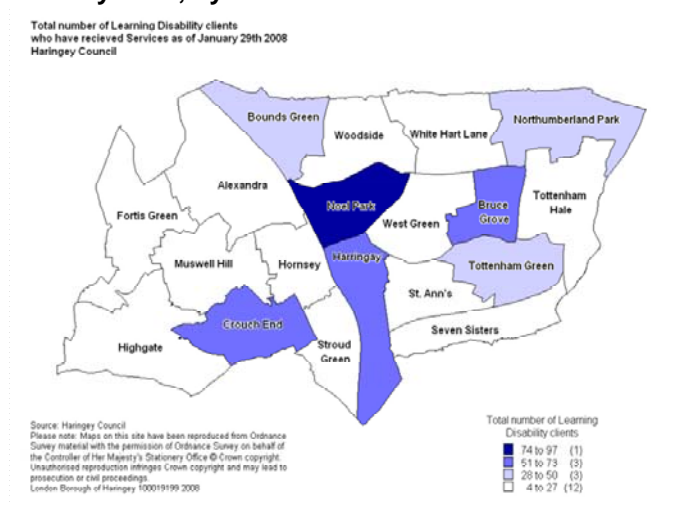 Total number of Learning Disability clients
who have recieved Services as of January 29th 2008
Haringey Council
Bounds Green
Northumberland Park
Woodside
White Hart Lane
Alexandra
Noel Park
Bruce
Grove
Tottenham
Hale
Fortis Green
West Green
Harringay
Muswell Hill
Hornsey
Tottenham Green
St. Ann's
Crouch End
Seven Sisters
Highgate
Stroud
Green
Source: Haringey Council
Please note: Maps on this site have been reproduced from Ordnance
Survey material with the permission of Ordnance Survey on behalf of
the Controller of Her Majesty's Stationery Office © Crown copyright.
Unauthorised reproduction infringes Crown copyright and may lead to
prosecution or civil proceedings.
London Borough of Haringey 100019199 2008
Total number of Learning
Disability clients
74 to 97 (1)
51 to 73 (3)
28 to 50 (3)
4 to 27 (12)